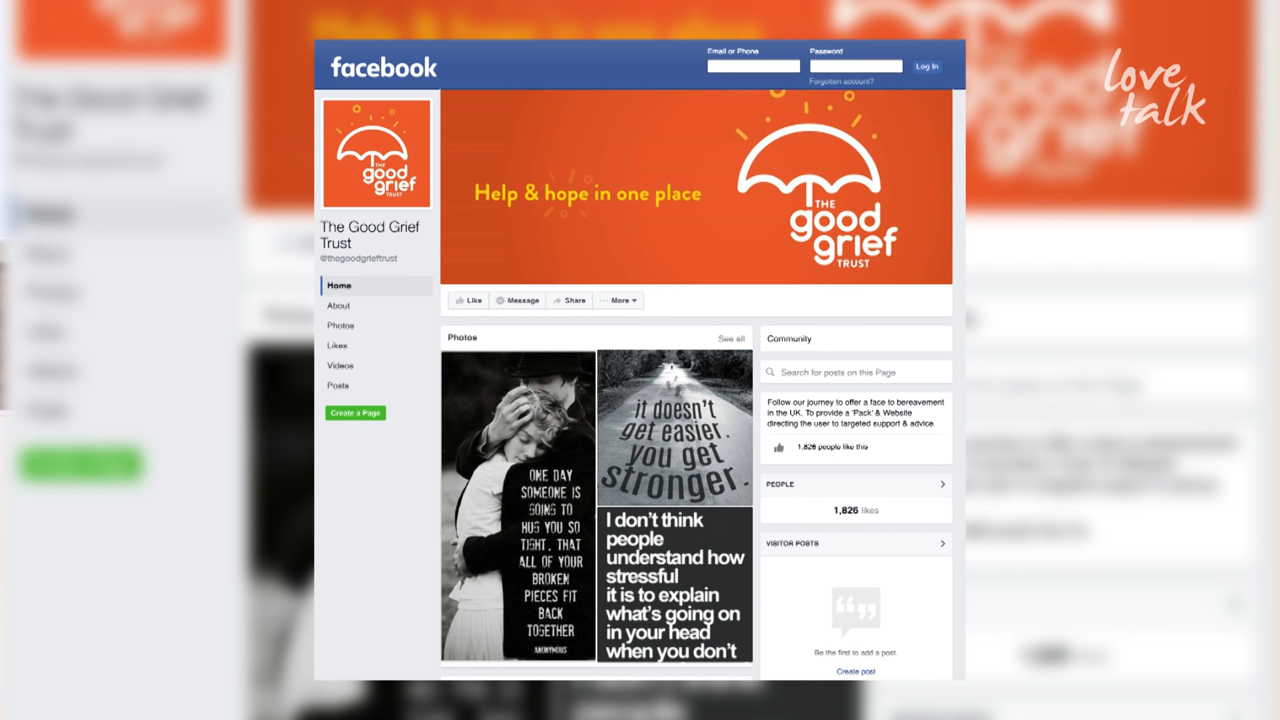 facebook
Email or Phone
Password
Log In
Forgotten account?
love
talk
THE
good
grief
TRUST
Help & hope in one place
THE
good
grief
TRUST
The Good Grief
Trust
@thegoodgrieftrust
Home
About
Photos
Likes
Videos
Posts
Create a Page
Like
Message
Share
More
Photos
See all
ONE DAY
SOMEONE IS
GOING TO
HUG YOU SO
TIGHT, THAT
ALL OF YOUR
BROKEN
PIECES FIT
BACK
TOGETHER
ANONYMOUS
it doesn't
get easier.
you get
stronger.
I don't think
people
understand how
stressful
it is to explain
what's going on
in your head
when you don't
Community
Search for posts on this Page
Follow our journey to offer a face to bereavement
in the UK. To provide a 'Pack' & Website
directing the user to targeted support & advice.
1,826 people like this
PEOPLE
1,826 likes
VISITOR POSTS
Be the first to add a post.
Create post